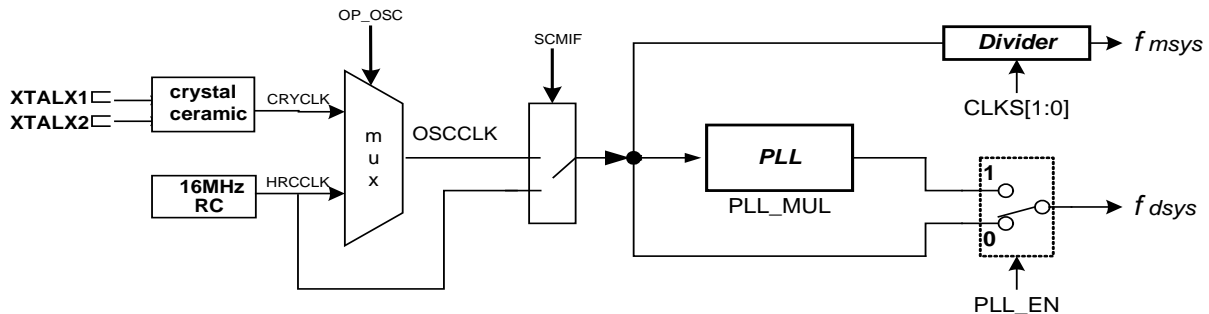 OP_OSC
SCMIF
Divider
f msys
CLKS[1:0]
XTALX1
XTALX2
crystal
ceramic
CRYCLK
mux
OSCCLK
16MHz
RC
HRCCLK
PLL
PLL_MUL
1
0
f dsys
PLL_EN